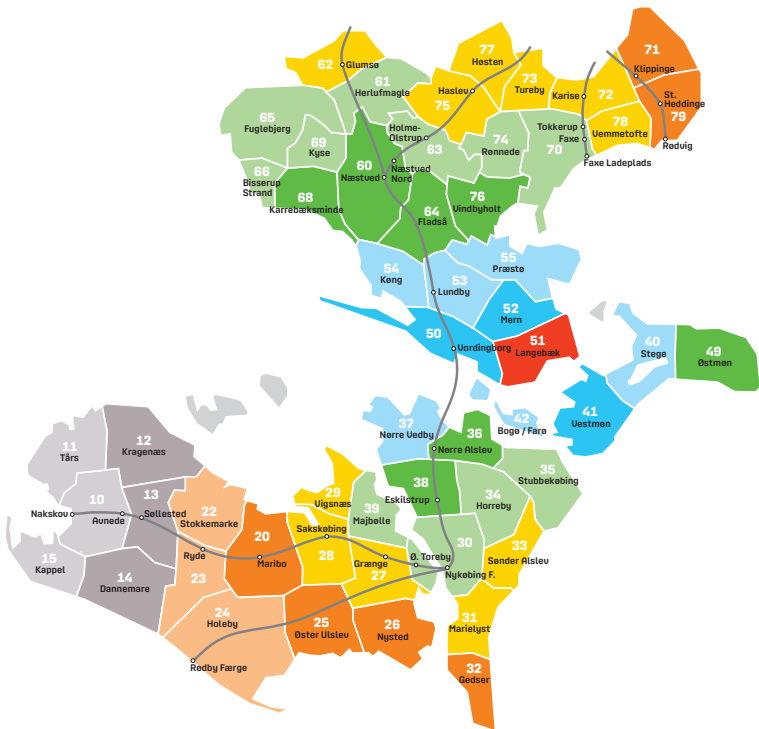 77
Høsten
71
Klippinge
62
Glumsø
61
Herlufmagle
Haslev
75
73
Tureby
Karise
72
St.
Heddinge
79
65
Fuglebjerg
Holme-
Olstrup
63
74
Rønnede
Tokkerup
Faxe
70
78
Vemmetofte
Rødvig
69
Kyse
Faxe Ladeplads
66
Bisserup
Strand
60
Næstved
Næstved
Nord
68
Karrebæksminde
64
Fladså
76
Vindbyholt
54
Køng
53
Lundby
55
Præstø
52
Mern
50
Vordingborg
51
Langebæk
40
Stege
49
Østmøn
41
Vestmøn
42
Bogø / Farø
37
Nørre Vedby
36
Nørre Alslev
11
Tårs
12
Kragenæs
35
Stubbekøbing
38
Eskilstrup
34
Horreby
10
Nakskov
Avnede
13
Søllested
22
Stokkemarke
29
Vigsnæs
39
Majbølle
20
Maribo
Sakskøbing
28
Grænge
27
Ø. Toreby
30
Nykøbing F.
33
Sønder Alslev
15
Kappel
14
Dannemare
Ryde
23
24
Holeby
25
Øster Ulslev
26
Nysted
31
Marielyst
Rødby Færge
32
Gedser